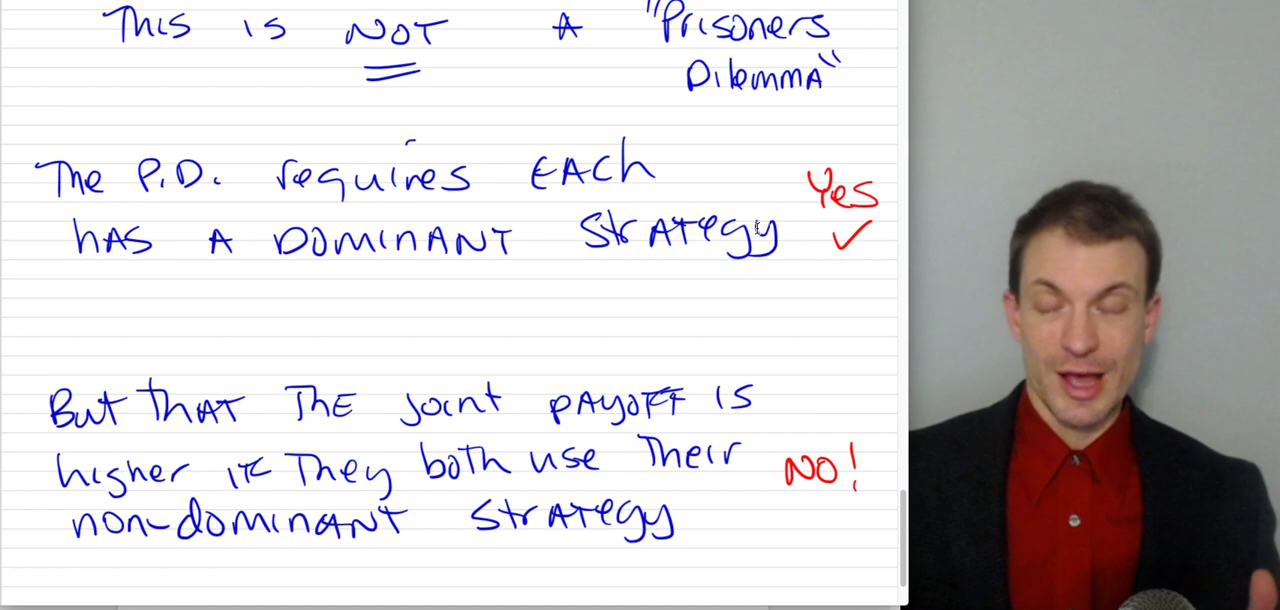 This is NOT a "Prisoners
Dilemma"
The P.D. requires EACH
Yes
has a DOMINANT Strategy
But that the joint payoff is
higher if they both use their
NO!
non-dominant strategy